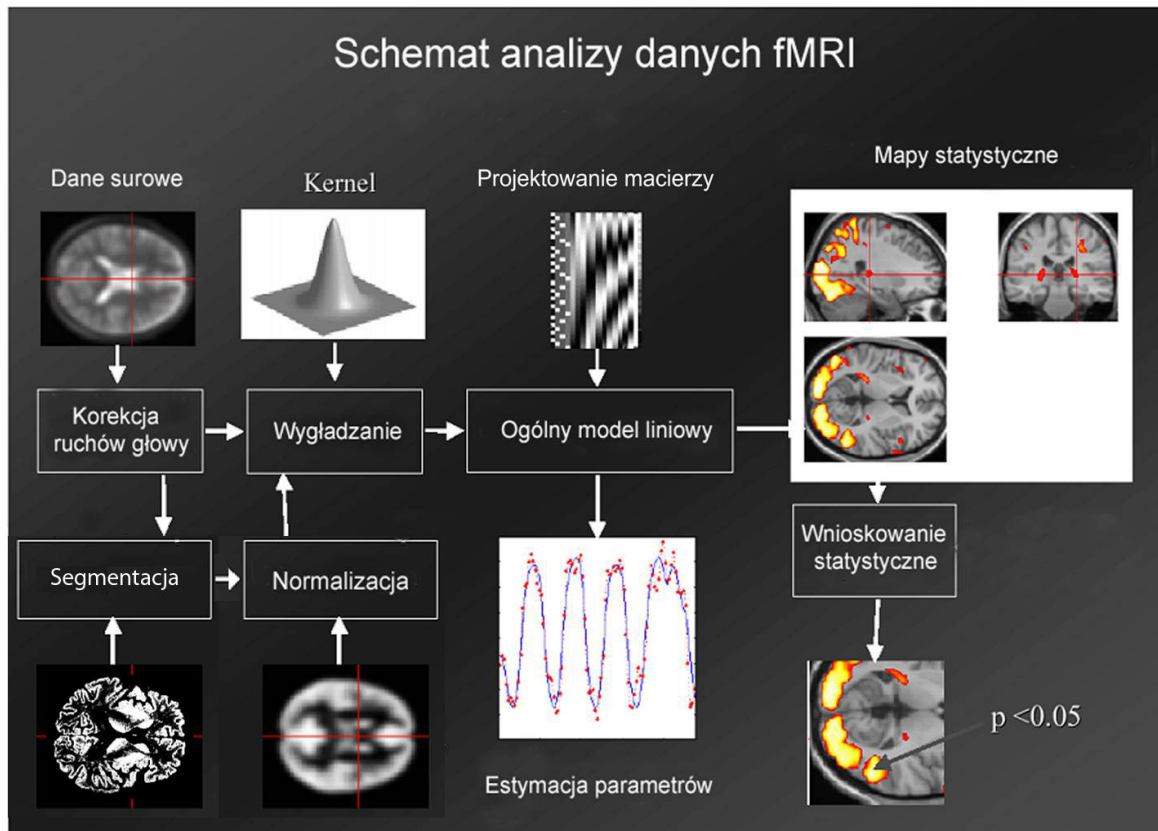 Schemat analizy danych fMRI
Dane surowe
Kernel
Projektowanie macierzy
Mapy statystyczne
Korekcja
ruchów głowy
Wygładzanie
Ogólny model liniowy
Segmentacja
Normalizacja
Wnioskowanie
statystyczne
Estymacja parametrów
p <0.05